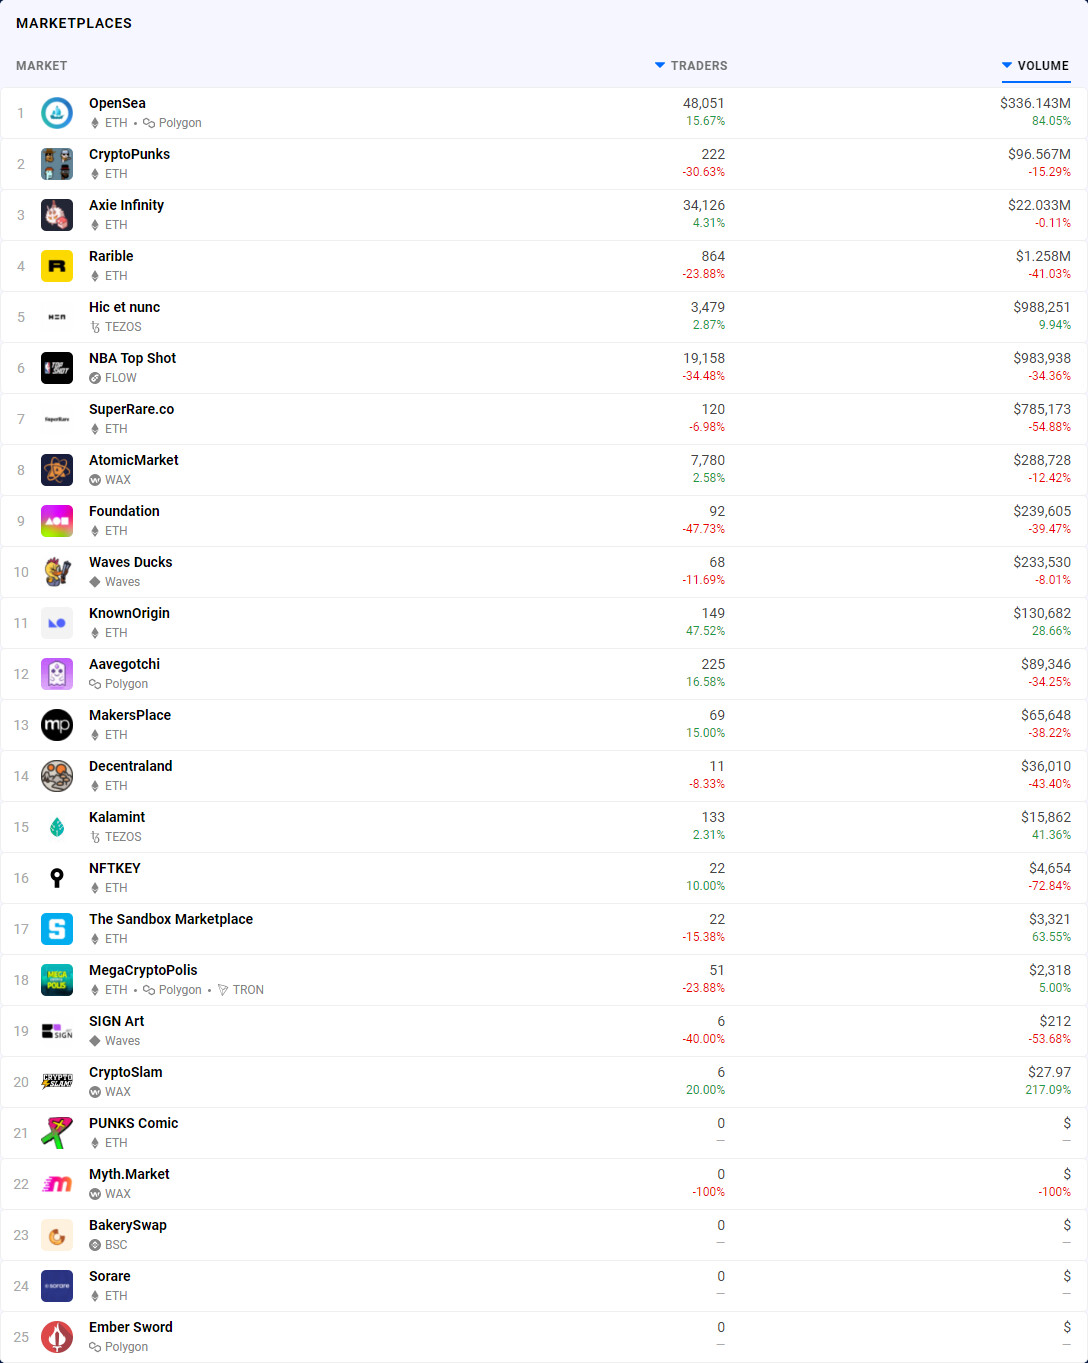 MARKETPLACES
MARKET TRADERS VOLUME
1 OpenSea 48,051 $336.143M
ETH • Polygon 15.67% 84.05%
2 CryptoPunks 222 $96.567M
ETH -30.63% -15.29%
3 Axie Infinity 34,126 $22.033M
ETH 4.31% -0.11%
4 R Rarible 864 $1.258M
ETH -23.88% -41.03%
5 Hic et nunc 3,479 $988,251
TEZOS 2.87% 9.94%
6 TOP SHOT NBA Top Shot 19,158 $983,938
FLOW -34.48% -34.36%
7 SuperRare SuperRare.co 120 $785,173
ETH -6.98% -54.88%
8 AtomicMarket 7,780 $288,728
WAX 2.58% -12.42%
9 Foundation 92 $239,605
ETH -47.73% -39.47%
10 Waves Ducks 68 $233,530
Waves -11.69% -8.01%
11 KnownOrigin 149 $130,682
ETH 47.52% 28.66%
12 Aavegotchi 225 $89,346
Polygon 16.58% -34.25%
13 mp MakersPlace 69 $65,648
ETH 15.00% -38.22%
14 Decentraland 11 $36,010
ETH -8.33% -43.40%
15 Kalamint 133 $15,862
TEZOS 2.31% 41.36%
16 NFTKEY 22 $4,654
ETH 10.00% -72.84%
17 S The Sandbox Marketplace 22 $3,321
ETH -15.38% 63.55%
18 MEGA POLIS MegaCryptoPolis 51 $2,318
ETH • Polygon • TRON -23.88% 5.00%
19 SIGN SIGN Art 6 $212
Waves -40.00% -53.68%
20 CRYPTO SLAM! CryptoSlam 6 $27.97
WAX 20.00% 217.09%
21 PUNKS Comic 0 $
ETH — —
22 m Myth.Market 0 $
WAX -100% -100%
23 BakerySwap 0 $
BSC — —
24 SORARE Sorare 0 $
ETH — —
25 Ember Sword 0 $
Polygon — —